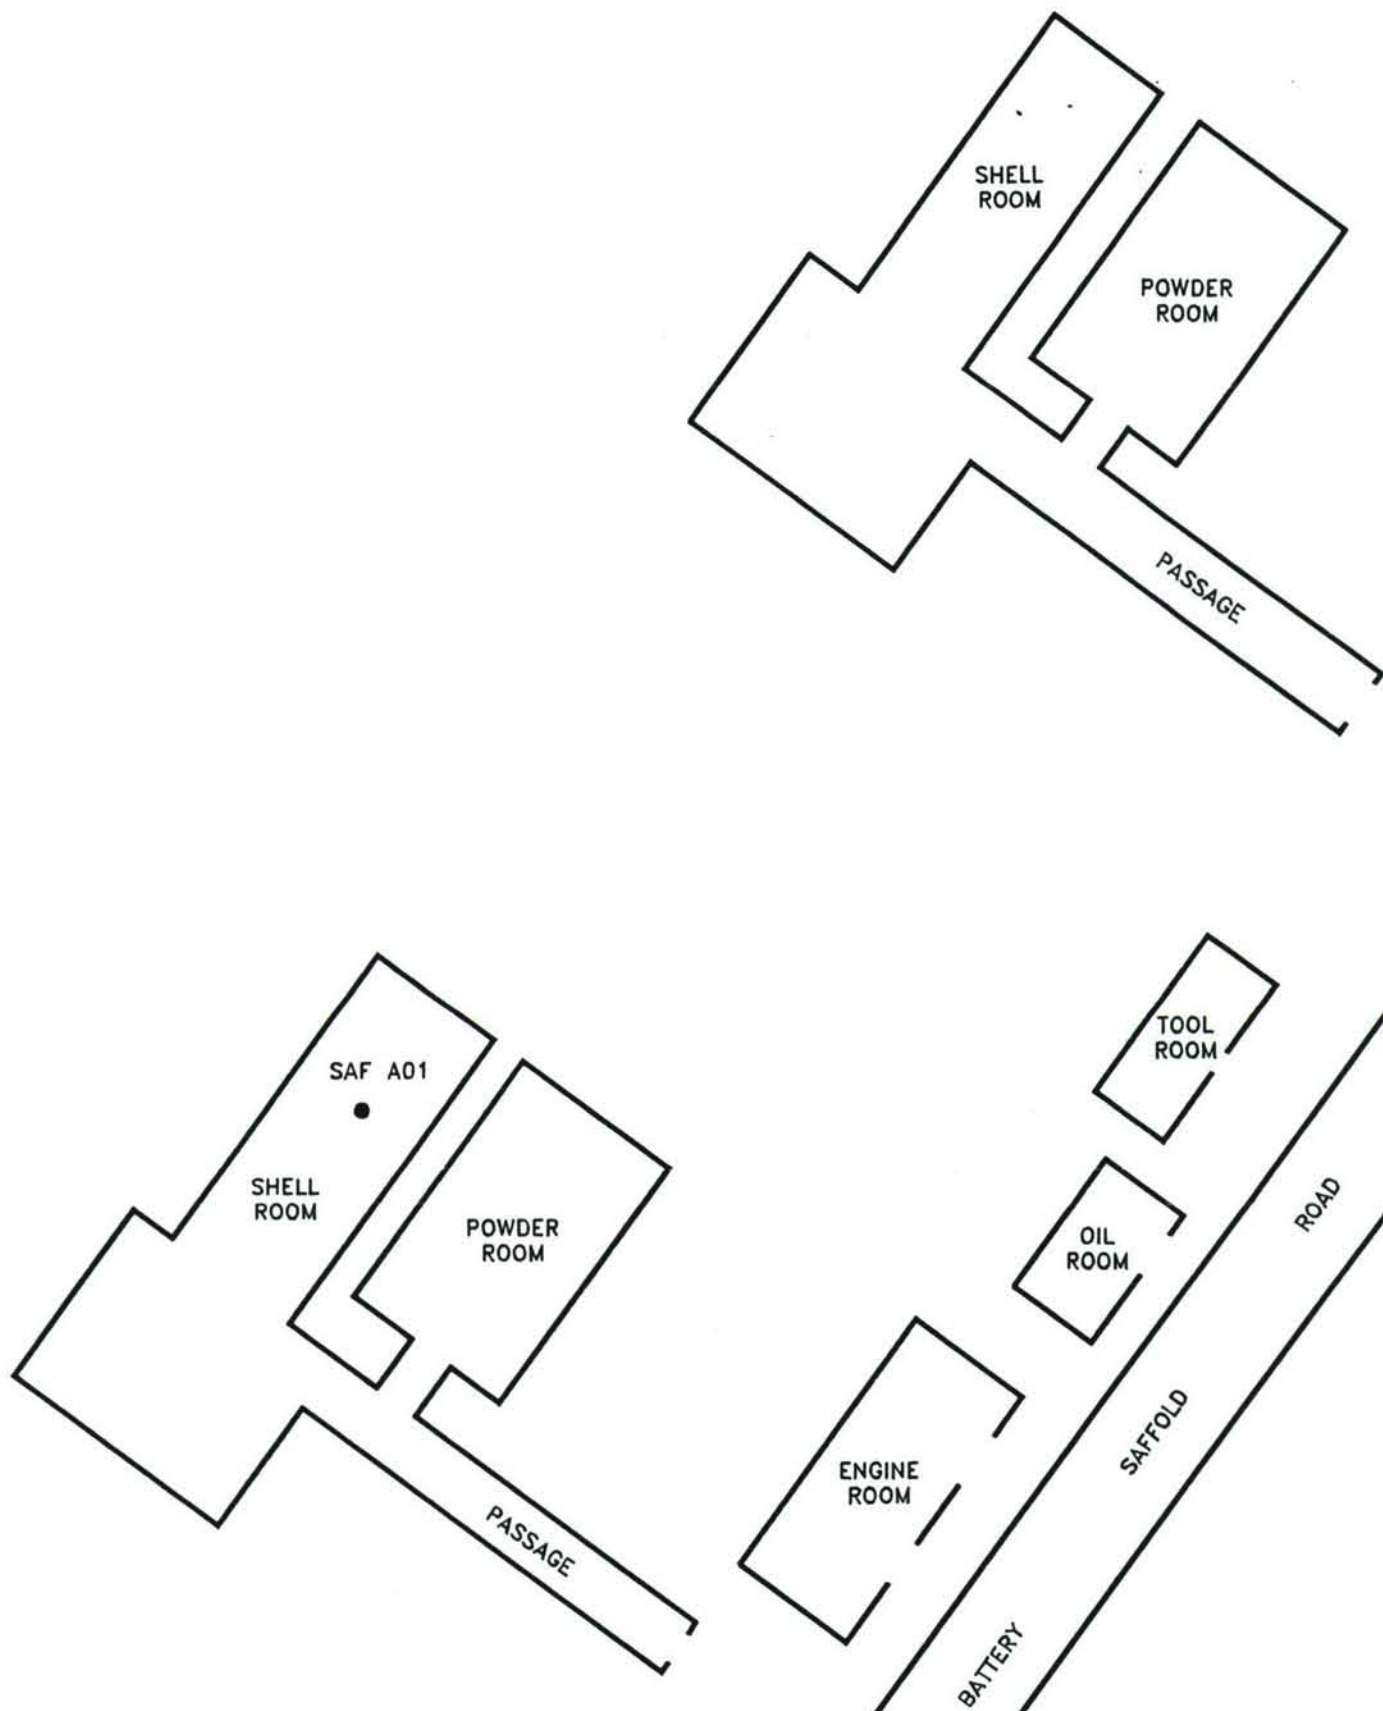 SHELL
ROOM
POWDER
ROOM
PASSAGE
TOOL
ROOM
SAF A01
SHELL
ROOM
POWDER
ROOM
OIL
ROOM
ENGINE
ROOM
PASSAGE
BATTERY SAFFOLD ROAD